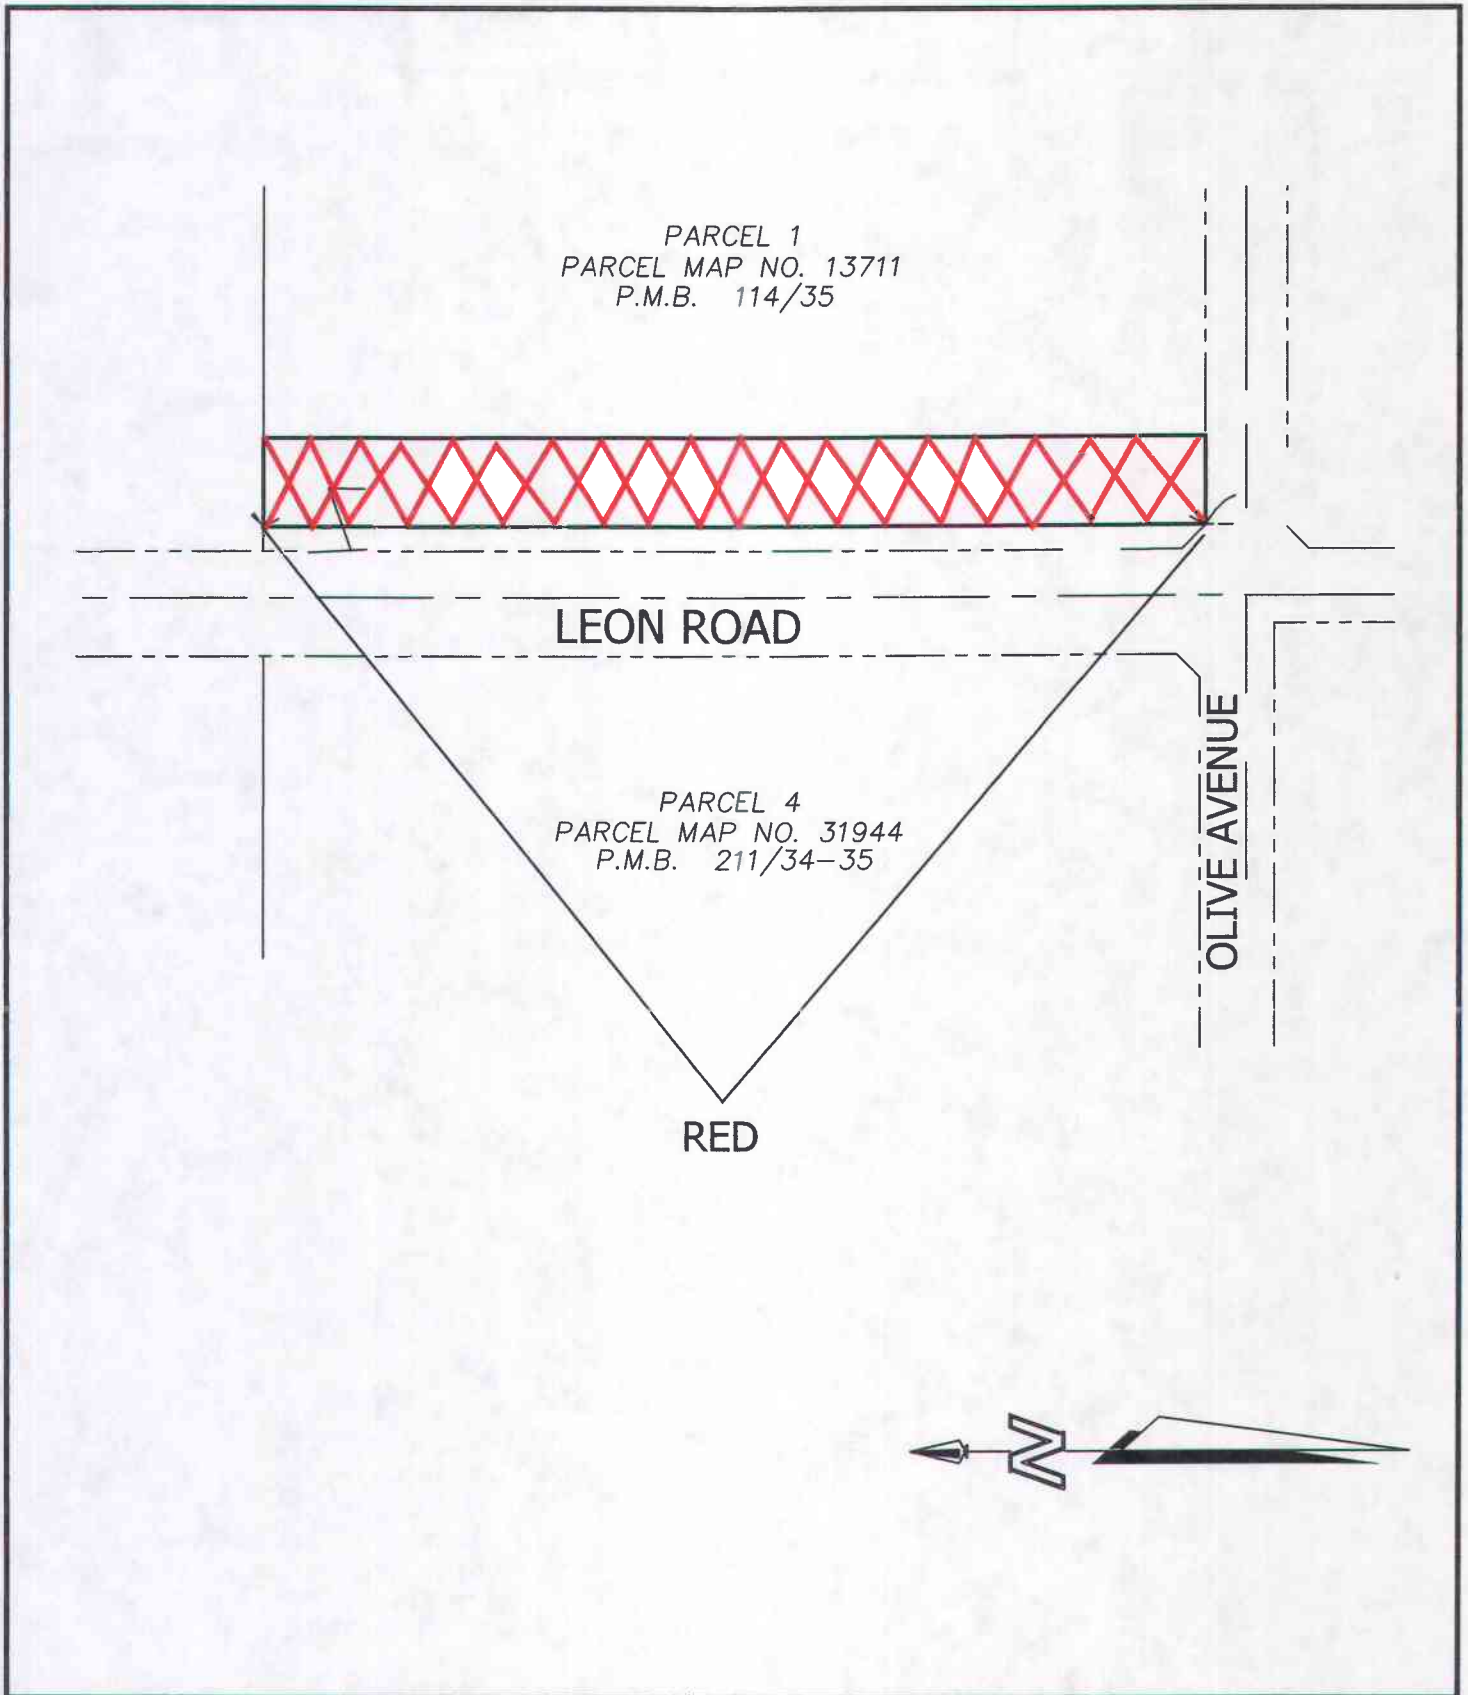 PARCEL 1
PARCEL MAP NO. 13711
P.M.B. 114/35
LEON ROAD
PARCEL 4
PARCEL MAP NO. 31944
P.M.B. 211/34-35
OLIVE AVENUE
RED
N